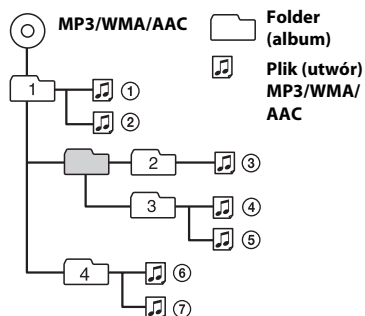 MP3/WMA/AAC
Folder
(album)
Plik (utwór)
MP3/WMA/
AAC
1
①
②
2
③
3
④
⑤
4
⑥
⑦